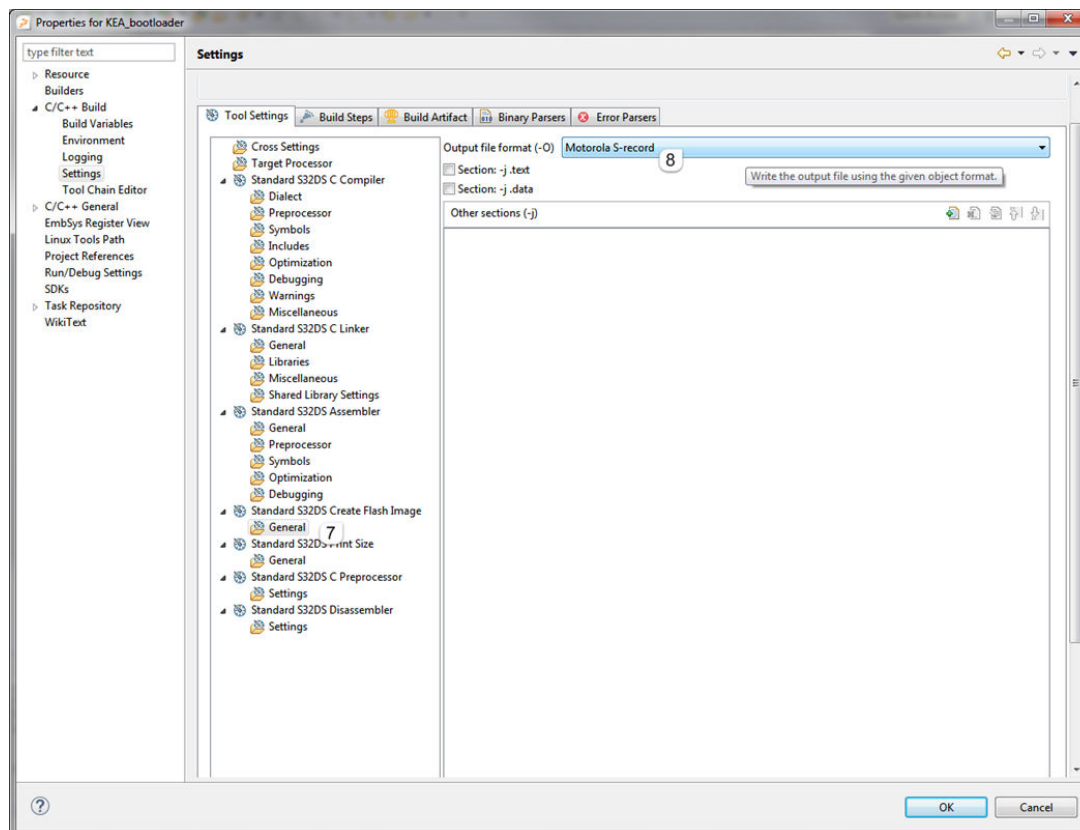 Properties for KEA_bootloader
type filter text
Resource
Builders
C/C++ Build
Build Variables
Environment
Logging
Settings
Tool Chain Editor
C/C++ General
EmbSys Register View
Linux Tools Path
Project References
Run/Debug Settings
SDKs
Task Repository
WikiText
Settings
Tool Settings
Build Steps
Build Artifact
Binary Parsers
Error Parsers
Cross Settings
Target Processor
Standard S32DS C Compiler
Dialect
Preprocessor
Symbols
Includes
Optimization
Debugging
Warnings
Miscellaneous
Standard S32DS C Linker
General
Libraries
Miscellaneous
Shared Library Settings
Standard S32DS Assembler
General
Preprocessor
Symbols
Optimization
Debugging
Standard S32DS Create Flash Image
General
7
Standard S32DS Print Size
General
Standard S32DS C Preprocessor
Settings
Standard S32DS Disassembler
Settings
Output file format (-O) Motorola S-record
8
Section: -j .text
Write the output file using the given object format.
Section: -j .data
Other sections (-j)
?
OK
Cancel